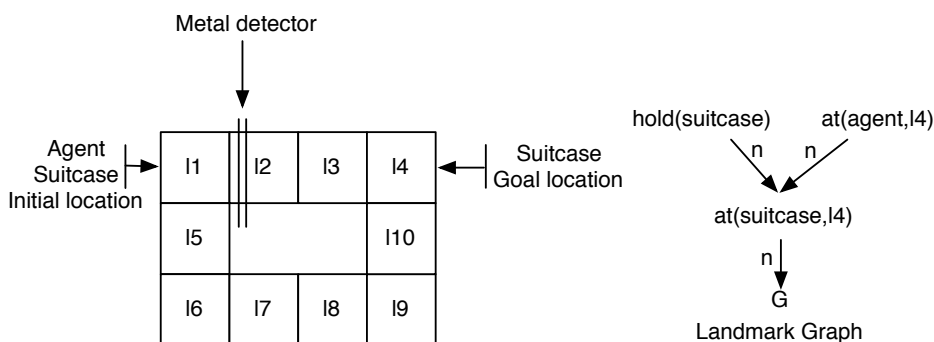 Metal detector
Agent
Suitcase
Initial location
l1
l2
l3
l4
Suitcase
Goal location
l5
l10
l6
l7
l8
l9
hold(suitcase)
at(agent,l4)
n
n
at(suitcase,l4)
n
G
Landmark Graph